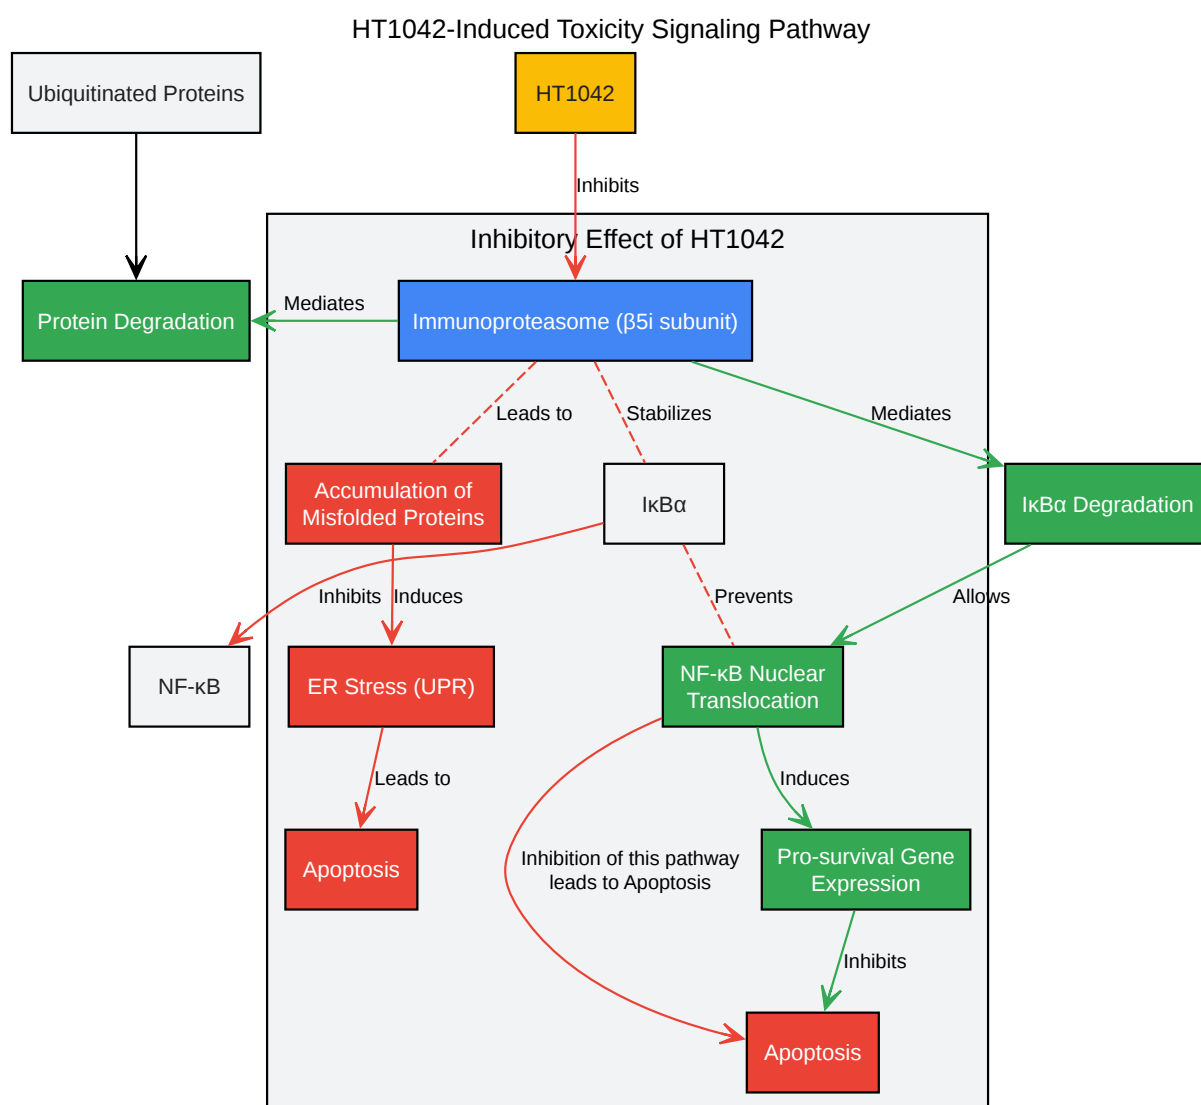 HT1042-Induced Toxicity Signaling Pathway
Ubiquitinated Proteins
HT1042
Inhibits
Inhibitory Effect of HT1042
Protein Degradation
Mediates
Immunoproteasome (β5i subunit)
Leads to
Stabilizes
Mediates
Accumulation of
Misfolded Proteins
IκBα
IκBα Degradation
Inhibits
Induces
Prevents
Allows
NF-κB
ER Stress (UPR)
NF-κB Nuclear
Translocation
Leads to
Induces
Apoptosis
Inhibition of this pathway
leads to Apoptosis
Pro-survival Gene
Expression
Inhibits
Apoptosis